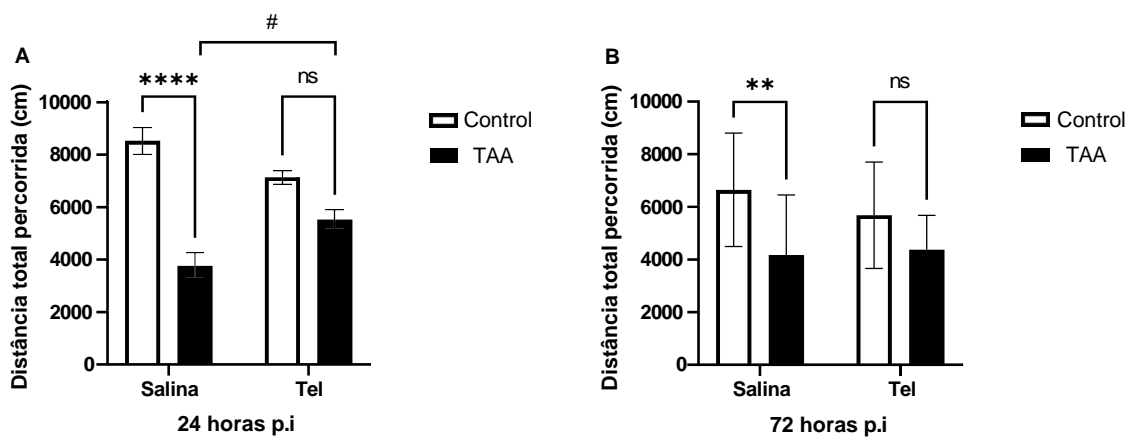 #
A
****
ns
Distância total percorrida (cm)
10000
8000
6000
4000
2000
0
Salina
Tel
24 horas p.i
Control
TAA
B
**
ns
Distância total percorrida (cm)
10000
8000
6000
4000
2000
0
Salina
Tel
72 horas p.i
Control
TAA